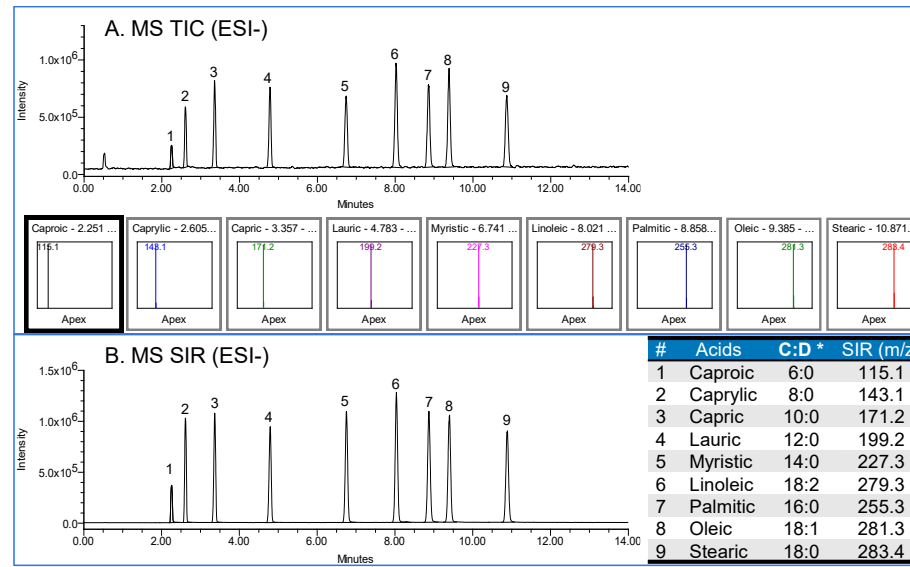 A. MS TIC (ESI-)
Intensity
1.0x10⁶
5.0x10⁵
0.0
1 2 3 4 5 6 7 8 9
0.00 2.00 4.00 6.00 8.00 10.00 12.00 14.00
Minutes
Caproic - 2.251 ... Caprylic - 2.605... Capric - 3.357 - ... Lauric - 4.783 - ... Myristic - 6.741 ... Linoleic - 8.021 ... Palmitic - 8.858... Oleic - 9.385 - ... Stearic - 10.871...
115.1 143.1 171.2 199.2 227.3 279.3 255.3 281.3 283.4
Apex Apex Apex Apex Apex Apex Apex Apex Apex
B. MS SIR (ESI-)
Intensity
1.5x10⁶
1.0x10⁶
5.0x10⁵
0.0
1 2 3 4 5 6 7 8 9
0.00 2.00 4.00 6.00 8.00 10.00 12.00 14.00
Minutes
# Acids C:D * SIR (m/z
1 Caproic 6:0 115.1
2 Caprylic 8:0 143.1
3 Capric 10:0 171.2
4 Lauric 12:0 199.2
5 Myristic 14:0 227.3
6 Linoleic 18:2 279.3
7 Palmitic 16:0 255.3
8 Oleic 18:1 281.3
9 Stearic 18:0 283.4